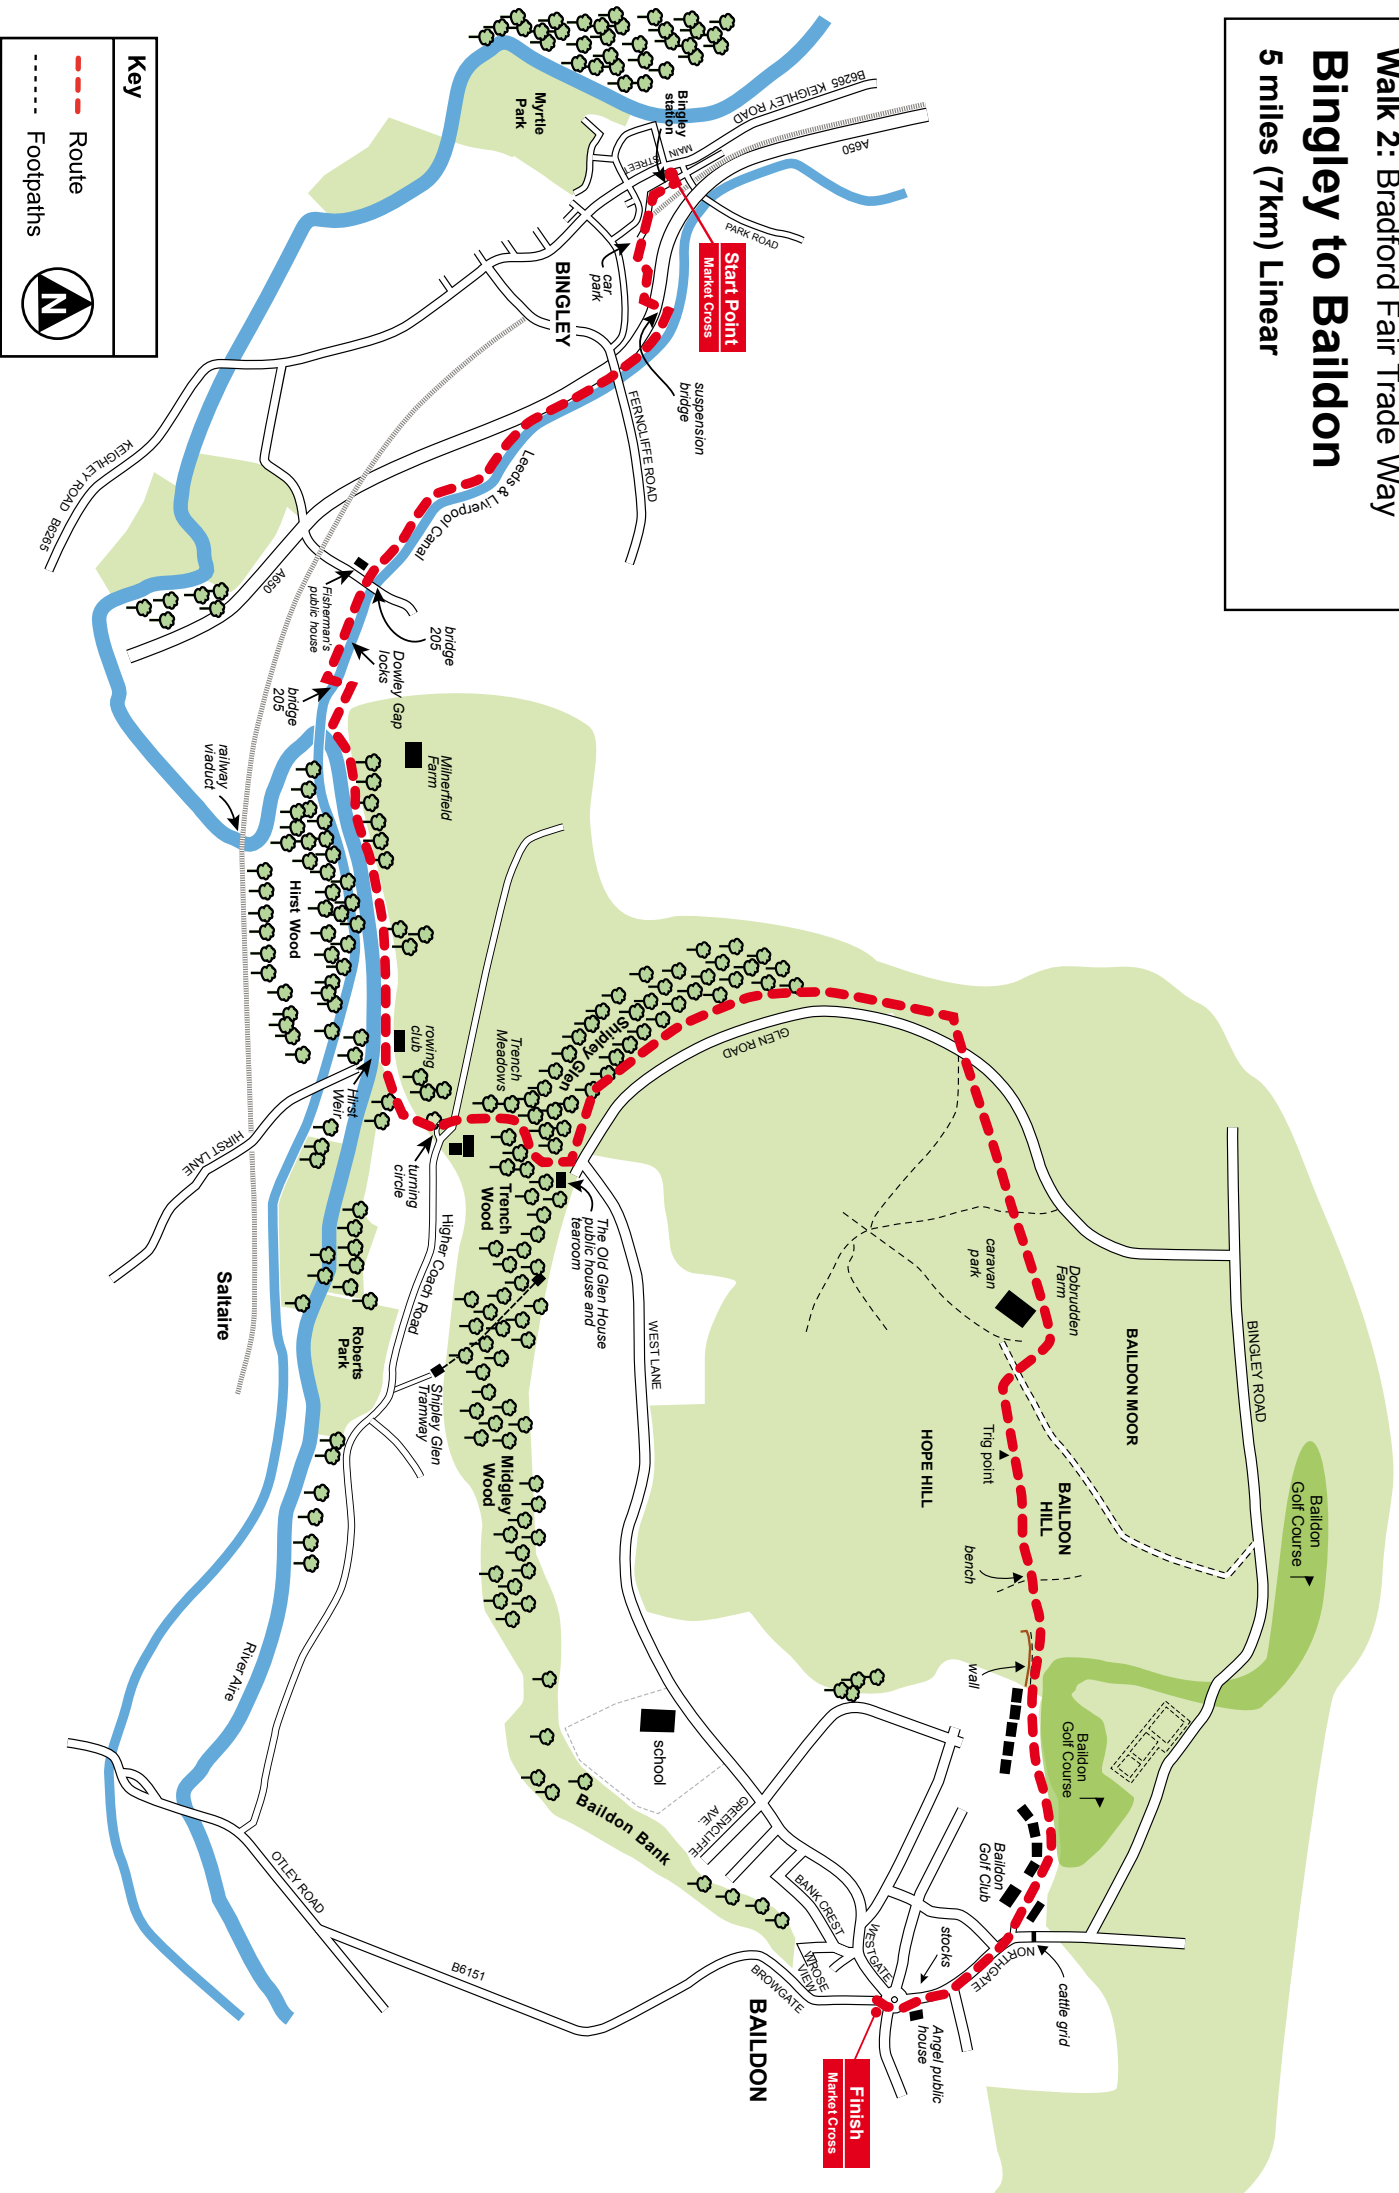 Walk 2: Bradford Fair Trade Way
Bingley to Baildon
5 miles (7km) Linear
Key
Route
Footpaths
N
Start Point
Market Cross
Bingley
station
B6265 KEIGHLEY ROAD
A650
MAIN
STREET
PARK ROAD
Myrtle
Park
car
park
BINGLEY
suspension
bridge
FERNCLIFFE ROAD
Leeds & Liverpool Canal
KEIGHLEY ROAD B6265
A650
Fisherman's
public house
bridge
205
Dowley Gap
locks
bridge
205
railway
viaduct
Milnerfield
Farm
Hirst Wood
rowing
club
Hirst
Weir
HIRST LANE
turning
circle
Trench
Meadows
Shipley Glen
GLEN ROAD
Trench
Wood
The Old Glen House
public house and
tearoom
Higher Coach Road
Saltaire
Roberts
Park
Shipley Glen
Tramway
Midgley
Wood
WEST LANE
caravan
park
Dobrudden
Farm
BAILDON MOOR
BINGLEY ROAD
HOPE HILL
Trig point
BAILDON
HILL
bench
wall
Baildon
Golf Course
Baildon
Golf Course
River Aire
school
Baildon Bank
GREENCLIFFE
AVE.
BANK CREST
WESTGATE
WROSE
VIEW
BROWGATE
Baildon
Golf Club
stocks
NORTHGATE
cattle grid
Angel public
house
OTLEY ROAD
B6151
BAILDON
Finish
Market Cross